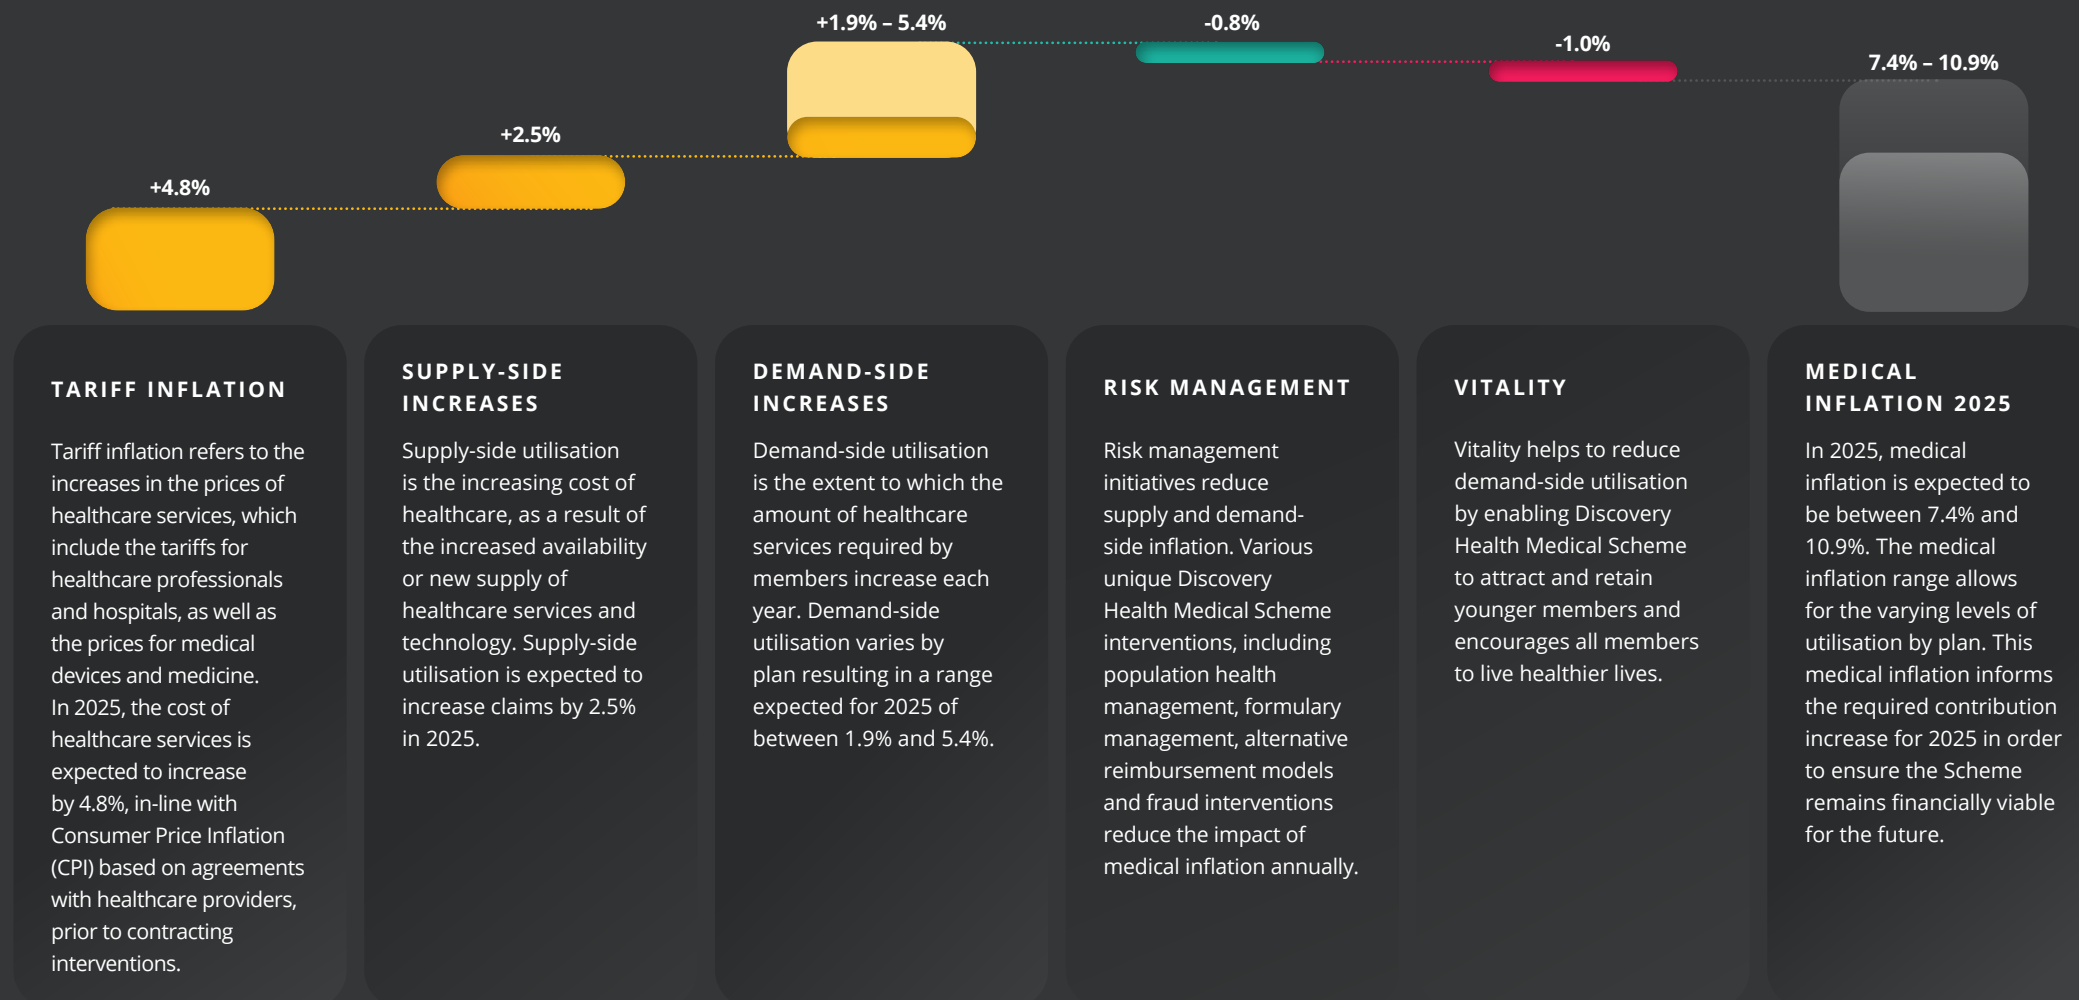 +4.8%
+2.5%
+1.9% – 5.4%
-0.8%
-1.0%
7.4% – 10.9%
TARIFF INFLATION
Tariff inflation refers to the
increases in the prices of
healthcare services, which
include the tariffs for
healthcare professionals
and hospitals, as well as
the prices for medical
devices and medicine.
In 2025, the cost of
healthcare services is
expected to increase
by 4.8%, in-line with
Consumer Price Inflation
(CPI) based on agreements
with healthcare providers,
prior to contracting
interventions.
SUPPLY-SIDE
INCREASES
Supply-side utilisation
is the increasing cost of
healthcare, as a result of
the increased availability
or new supply of
healthcare services and
technology. Supply-side
utilisation is expected to
increase claims by 2.5%
in 2025.
DEMAND-SIDE
INCREASES
Demand-side utilisation
is the extent to which the
amount of healthcare
services required by
members increase each
year. Demand-side
utilisation varies by
plan resulting in a range
expected for 2025 of
between 1.9% and 5.4%.
RISK MANAGEMENT
Risk management
initiatives reduce
supply and demand-
side inflation. Various
unique Discovery
Health Medical Scheme
interventions, including
population health
management, formulary
management, alternative
reimbursement models
and fraud interventions
reduce the impact of
medical inflation annually.
VITALITY
Vitality helps to reduce
demand-side utilisation
by enabling Discovery
Health Medical Scheme
to attract and retain
younger members and
encourages all members
to live healthier lives.
MEDICAL
INFLATION 2025
In 2025, medical
inflation is expected to
be between 7.4% and
10.9%. The medical
inflation range allows
for the varying levels of
utilisation by plan. This
medical inflation informs
the required contribution
increase for 2025 in order
to ensure the Scheme
remains financially viable
for the future.